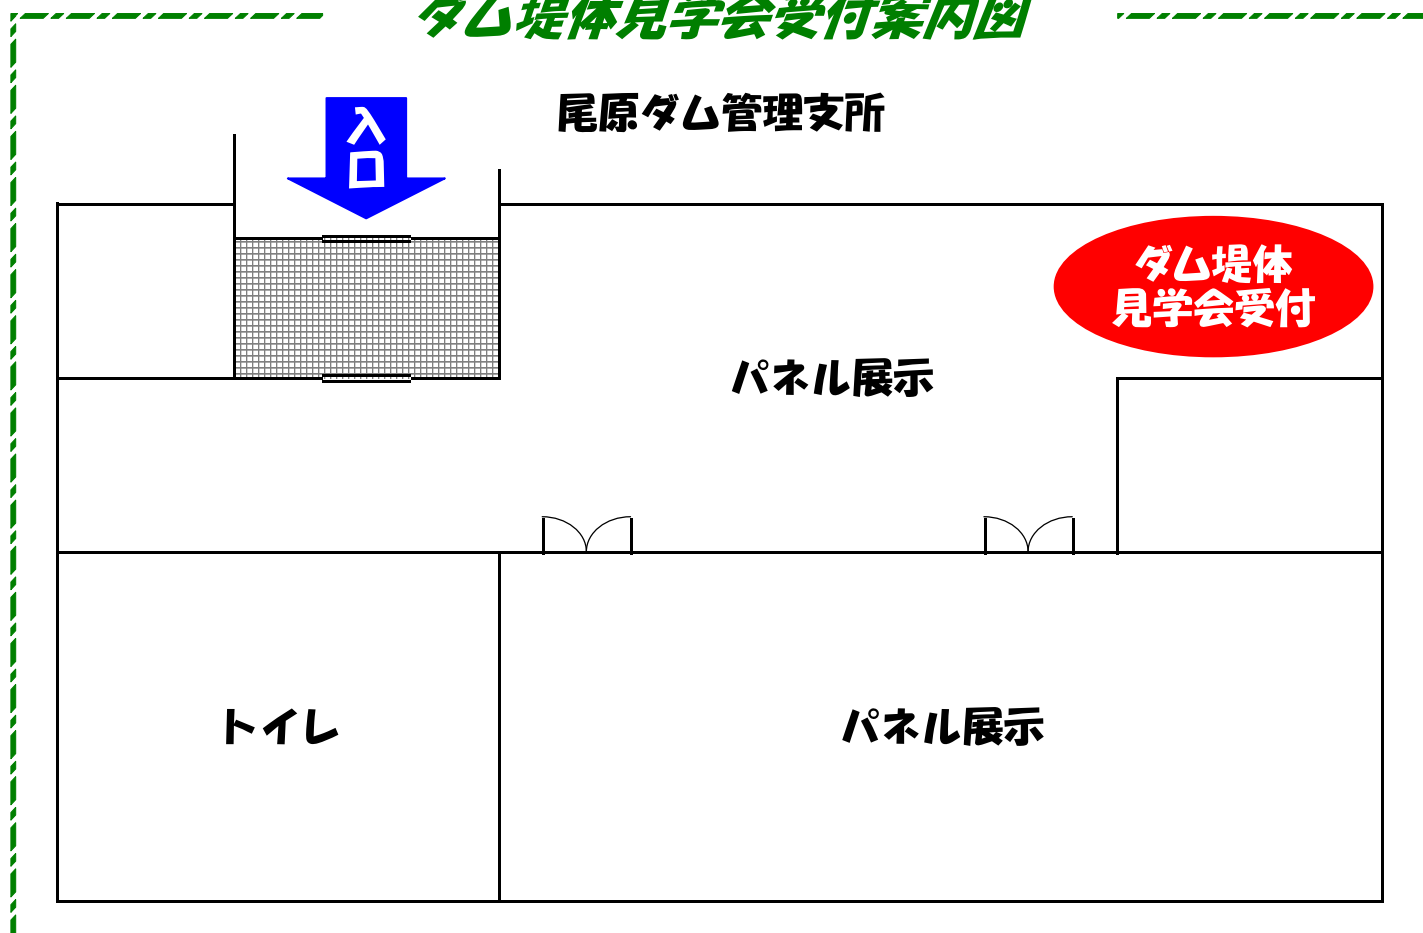 ダム堤体見学会受付案内図
尾原ダム管理支所
入口
ダム堤体
見学会受付
パネル展示
トイレ
パネル展示